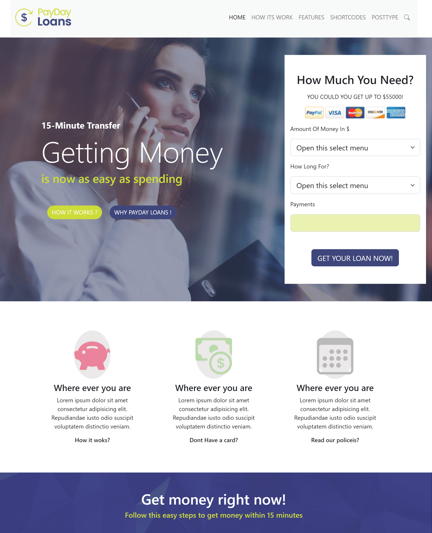 PayDay
Loans
HOME HOW ITS WORK FEATURES SHORTCODES POSTTYPE
How Much You Need?
YOU COULD YOU GET UP TO $55000!
PayPal VISA MasterCard DISCOVER
Amount Of Money In $
Open this select menu
How Long For?
Open this select menu
Payments
GET YOUR LOAN NOW!
15-Minute Transfer
Getting Money
is now as easy as spending
HOW IT WORKS ? WHY PAYDAY LOANS !
Where ever you are
Lorem ipsum dolor sit amet
consectetur adipisicing elit.
Repudiandae iusto odio suscipit
voluptatem distinctio veniam.
How it woks?
Where ever you are
Lorem ipsum dolor sit amet
consectetur adipisicing elit.
Repudiandae iusto odio suscipit
voluptatem distinctio veniam.
Dont Have a card?
Where ever you are
Lorem ipsum dolor sit amet
consectetur adipisicing elit.
Repudiandae iusto odio suscipit
voluptatem distinctio veniam.
Read our policeis?
Get money right now!
Follow this easy steps to get money within 15 minutes